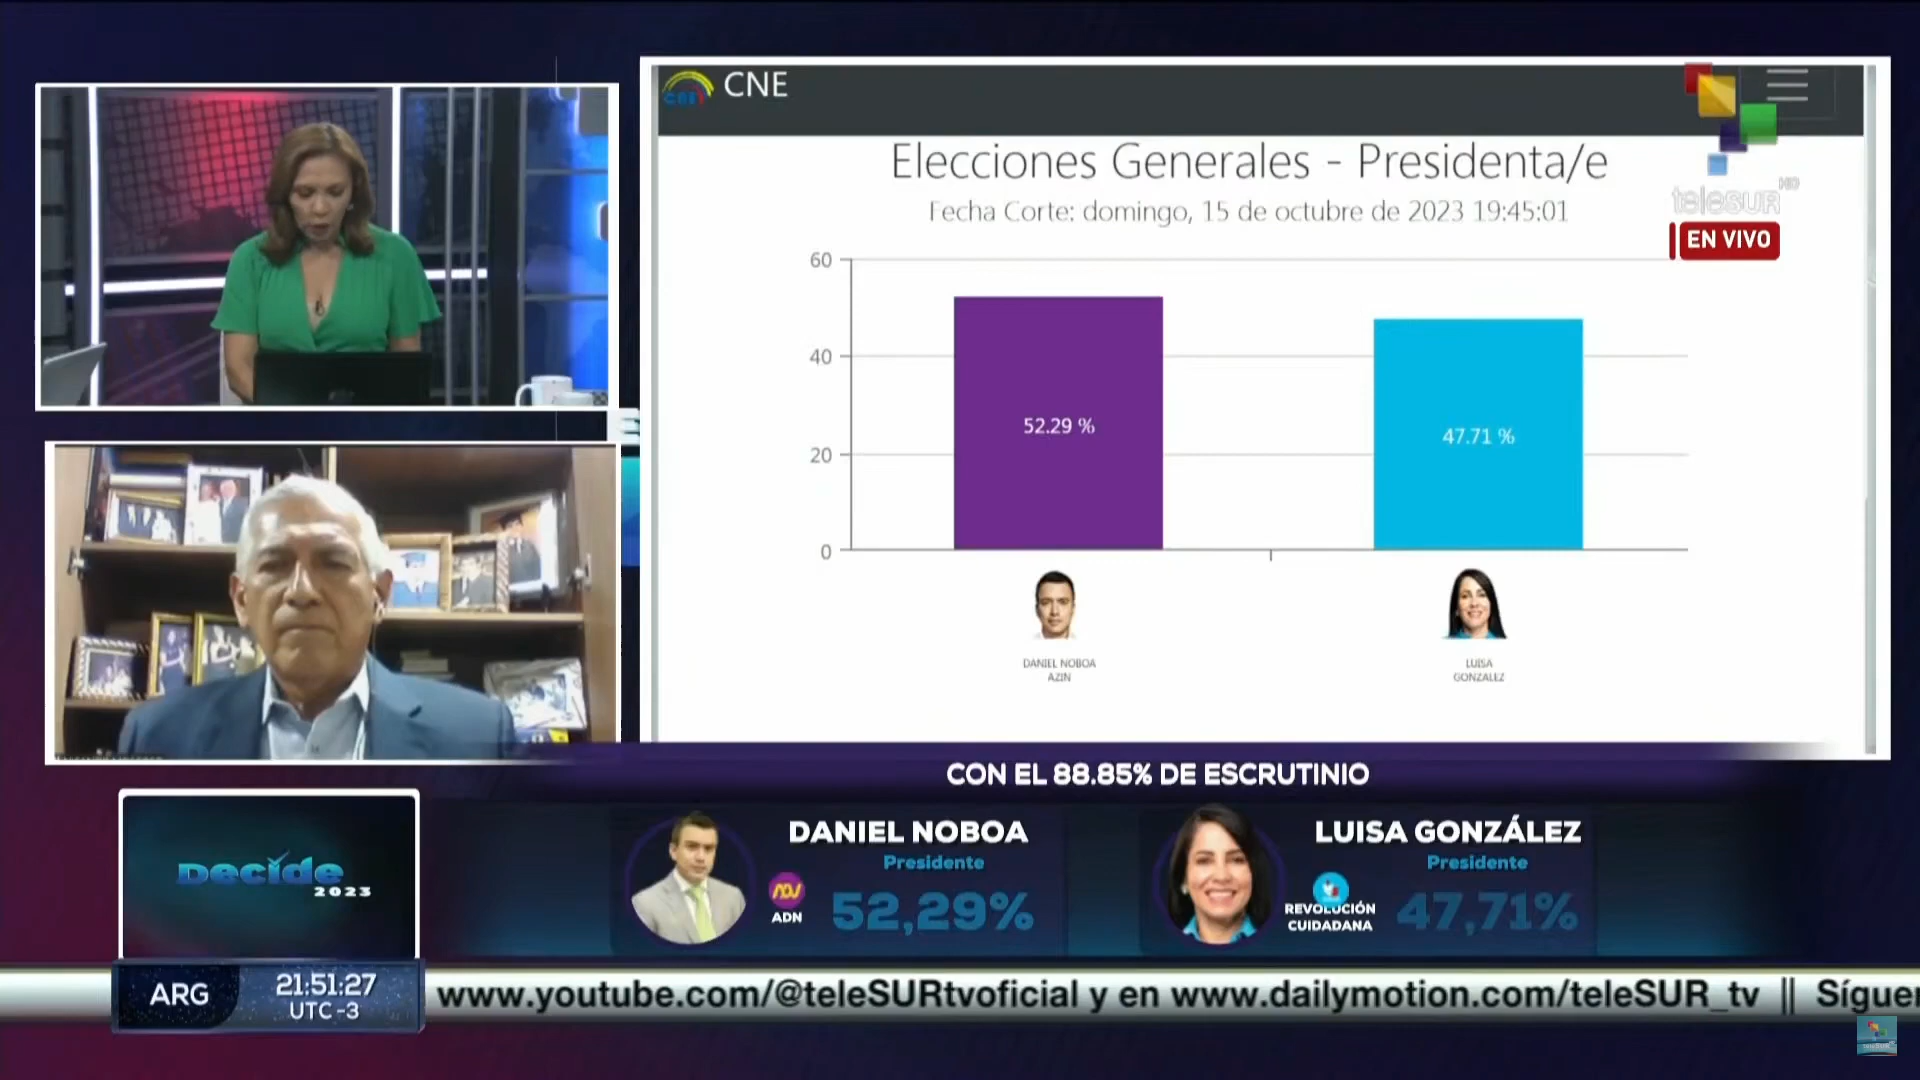 CNE
Elecciones Generales - Presidenta/e
Fecha Corte: domingo, 15 de octubre de 2023 19:45:01
teleSUR HD
EN VIVO
60
40
20
0
52.29 %
47.71 %
DANIEL NOBOA
AZIN
LUISA
GONZALEZ
CON EL 88.85% DE ESCRUTINIO
DANIEL NOBOA
Presidente
ADN
52,29%
LUISA GONZÁLEZ
Presidente
REVOLUCIÓN
CUIDADANA
47,71%
Decide
2023
ARG
21:51:27
UTC-3
www.youtube.com/@teleSURtvoficial y en www.dailymotion.com/teleSUR_tv || Síguen